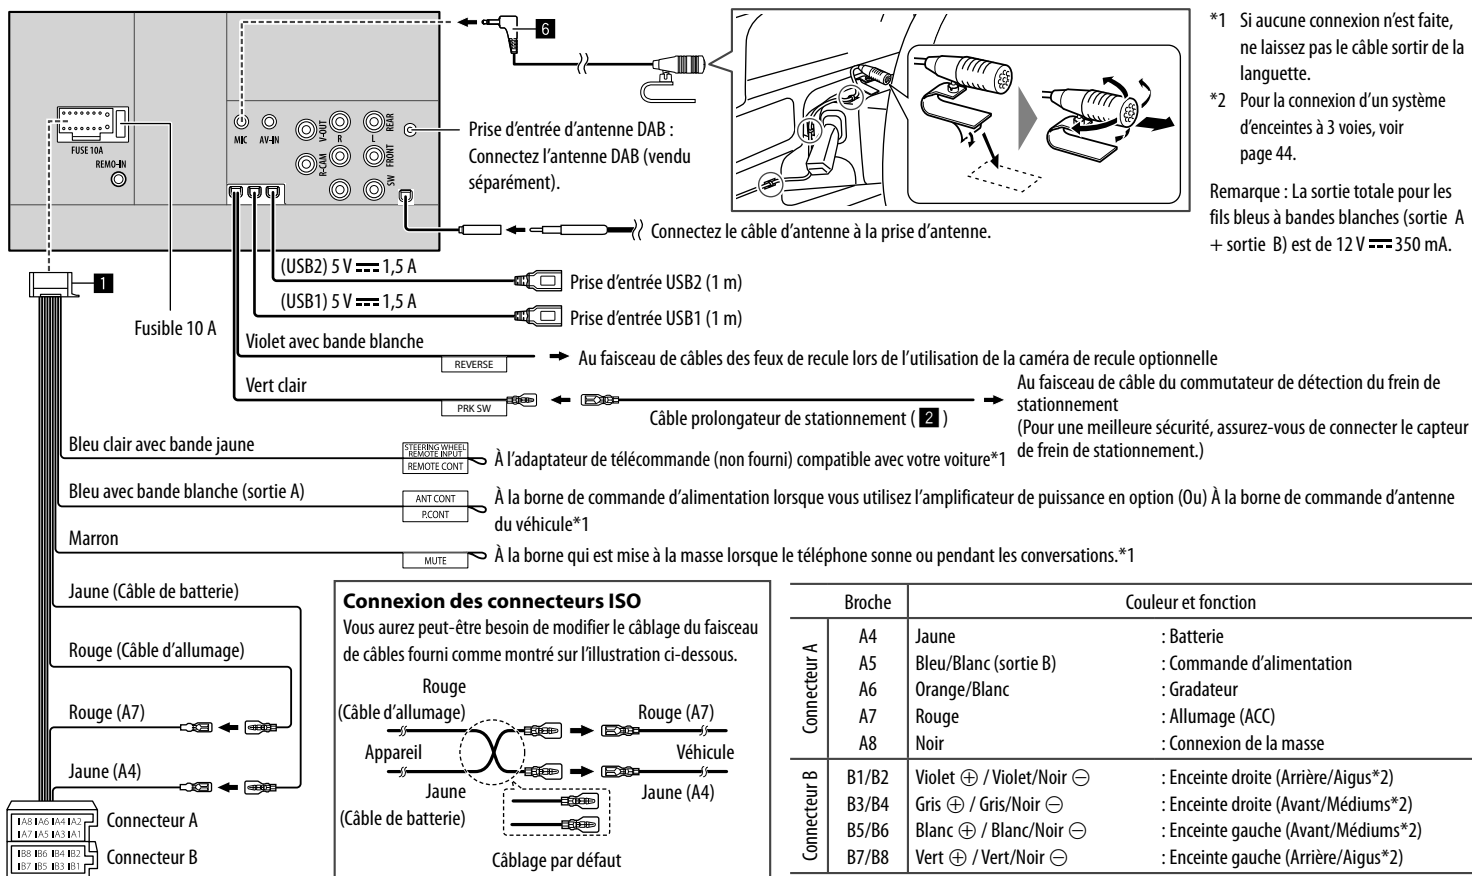 6
MIC
AV-IN
V-OUT
R
L
REAR
R-CAM
FRONT
SW
FUSE 10A
REMO-IN
Prise d'entrée d'antenne DAB :
Connectez l'antenne DAB (vendu
séparément).
Connectez le câble d'antenne à la prise d'antenne.
*1 Si aucune connexion n'est faite,
ne laissez pas le câble sortir de la
languette.
*2 Pour la connexion d'un système
d'enceintes à 3 voies, voir
page 44.
Remarque : La sortie totale pour les
fils bleus à bandes blanches (sortie A
+ sortie B) est de 12 V ⎓ 350 mA.
1
Fusible 10 A
(USB2) 5 V ⎓ 1,5 A
Prise d'entrée USB2 (1 m)
(USB1) 5 V ⎓ 1,5 A
Prise d'entrée USB1 (1 m)
Violet avec bande blanche
REVERSE
Au faisceau de câbles des feux de recule lors de l'utilisation de la caméra de recule optionnelle
Vert clair
PRK SW
Câble prolongateur de stationnement ( 2 )
Au faisceau de câble du commutateur de détection du frein de
stationnement
(Pour une meilleure sécurité, assurez-vous de connecter le capteur
de frein de stationnement.)
Bleu clair avec bande jaune
STEERING WHEEL
REMOTE INPUT
REMOTE CONT
À l'adaptateur de télécommande (non fourni) compatible avec votre voiture*1
Bleu avec bande blanche (sortie A)
ANT CONT
P.CONT
À la borne de commande d'alimentation lorsque vous utilisez l'amplificateur de puissance en option (Ou) À la borne de commande d'antenne
du véhicule*1
Marron
MUTE
À la borne qui est mise à la masse lorsque le téléphone sonne ou pendant les conversations.*1
Jaune (Câble de batterie)
Rouge (Câble d'allumage)
Rouge (A7)
Jaune (A4)
A8 A6 A4 A2
A7 A5 A3 A1
Connecteur A
B8 B6 B4 B2
B7 B5 B3 B1
Connecteur B
Connexion des connecteurs ISO
Vous aurez peut-être besoin de modifier le câblage du faisceau
de câbles fourni comme montré sur l'illustration ci-dessous.
Rouge
(Câble d'allumage)
Rouge (A7)
Appareil
Véhicule
Jaune
(Câble de batterie)
Jaune (A4)
Câblage par défaut
Broche Couleur et fonction
Connecteur A
A4 Jaune : Batterie
A5 Bleu/Blanc (sortie B) : Commande d'alimentation
A6 Orange/Blanc : Gradateur
A7 Rouge : Allumage (ACC)
A8 Noir : Connexion de la masse
Connecteur B
B1/B2 Violet ⊕ / Violet/Noir ⊖ : Enceinte droite (Arrière/Aigus*2)
B3/B4 Gris ⊕ / Gris/Noir ⊖ : Enceinte droite (Avant/Médiums*2)
B5/B6 Blanc ⊕ / Blanc/Noir ⊖ : Enceinte gauche (Avant/Médiums*2)
B7/B8 Vert ⊕ / Vert/Noir ⊖ : Enceinte gauche (Arrière/Aigus*2)